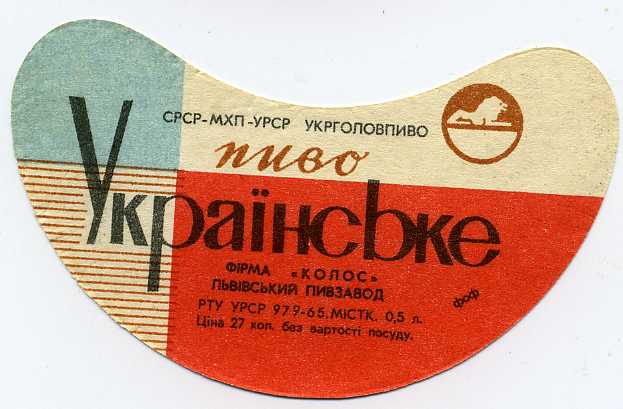 СРСР-МХП-УРСР УКРГОЛОВПИВО
пиво
Українське
ФІРМА «КОЛОС»
ЛЬВІВСЬКИЙ ПИВЗАВОД
РТУ УРСР 979-65. МІСТК. 0,5 л.
Ціна 27 коп. без вартості посуду.
фоф